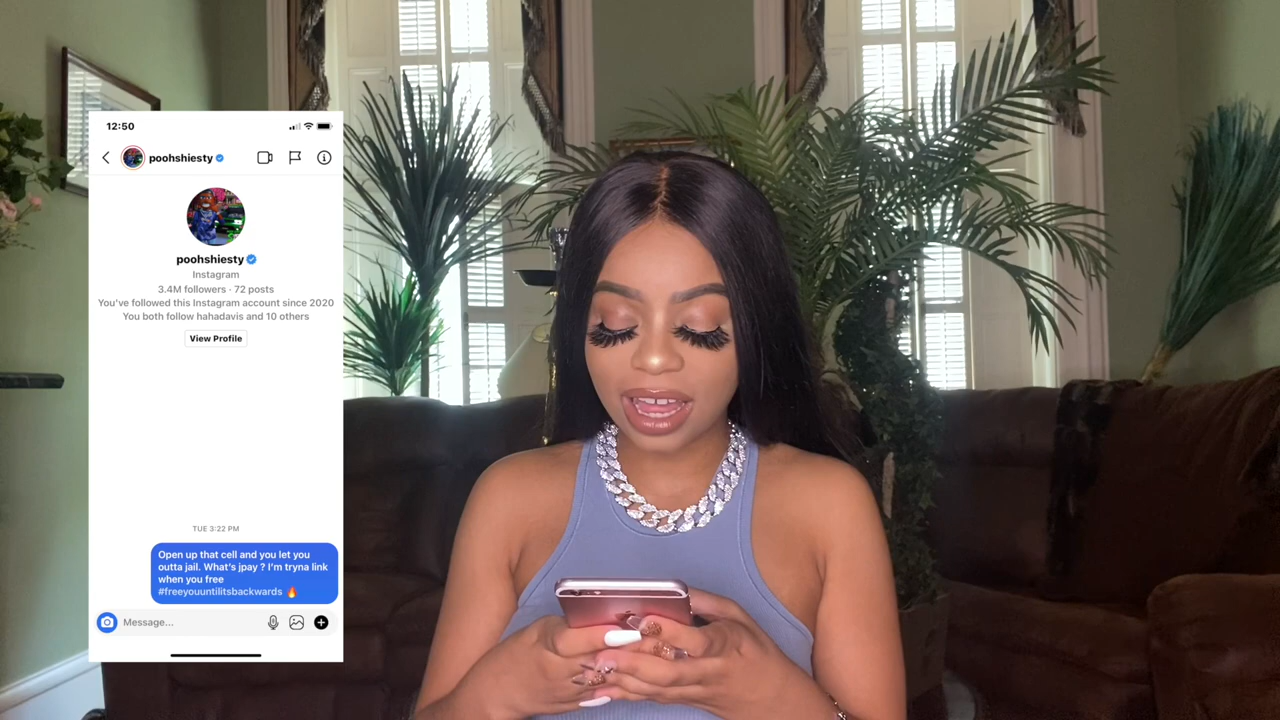 12:50
poohshiesty
poohshiesty
Instagram
3.4M followers · 72 posts
You've followed this Instagram account since 2020
You both follow hahadavis and 10 others
View Profile
TUE 3:22 PM
Open up that cell and you let you
outta jail. What's jpay ? I'm tryna link
when you free
#freeyouuntilitsbackwards 🔥
Message...